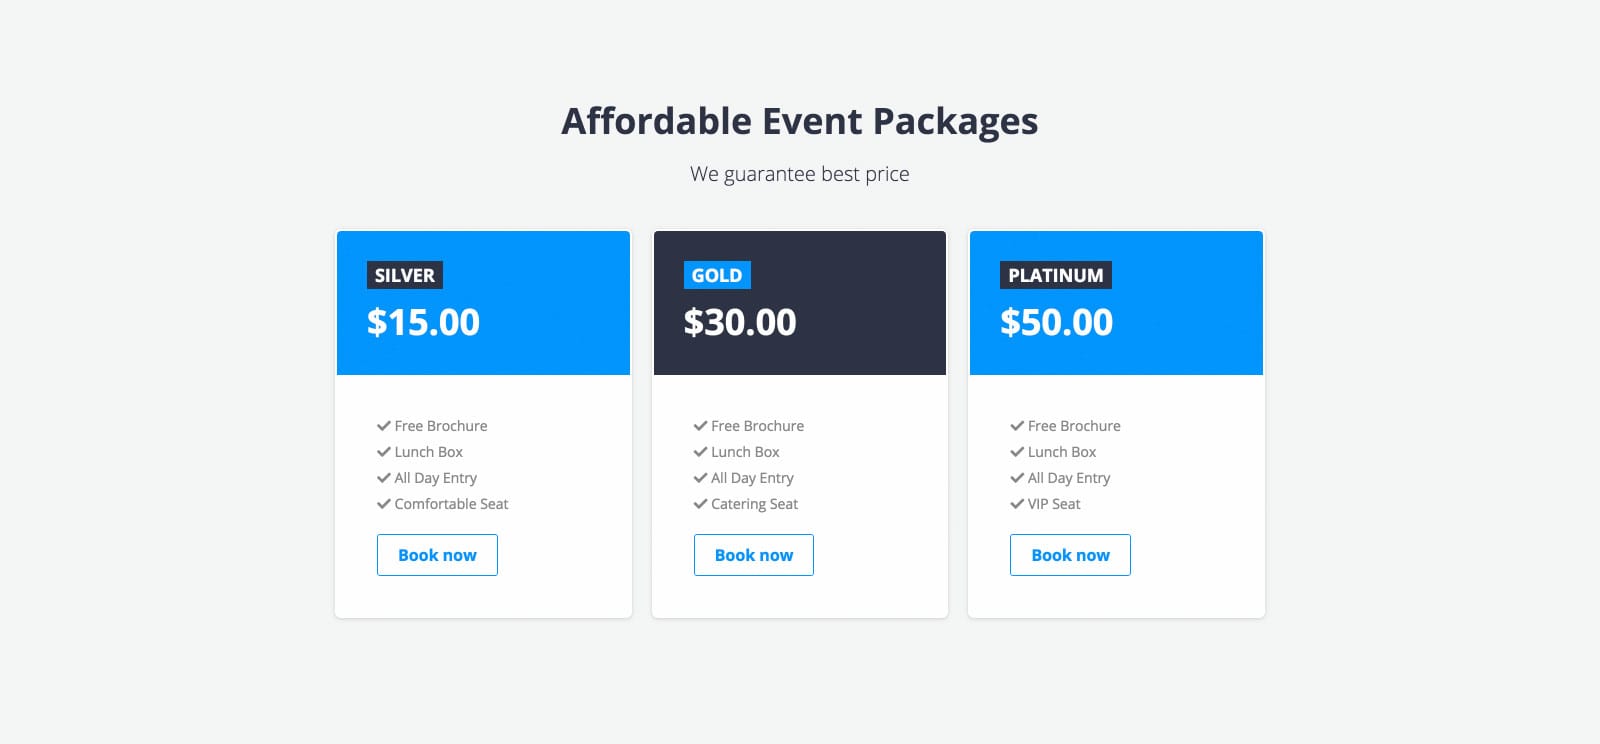 Affordable Event Packages
We guarantee best price
SILVER
$15.00
Free Brochure
Lunch Box
All Day Entry
Comfortable Seat
Book now
GOLD
$30.00
Free Brochure
Lunch Box
All Day Entry
Catering Seat
Book now
PLATINUM
$50.00
Free Brochure
Lunch Box
All Day Entry
VIP Seat
Book now